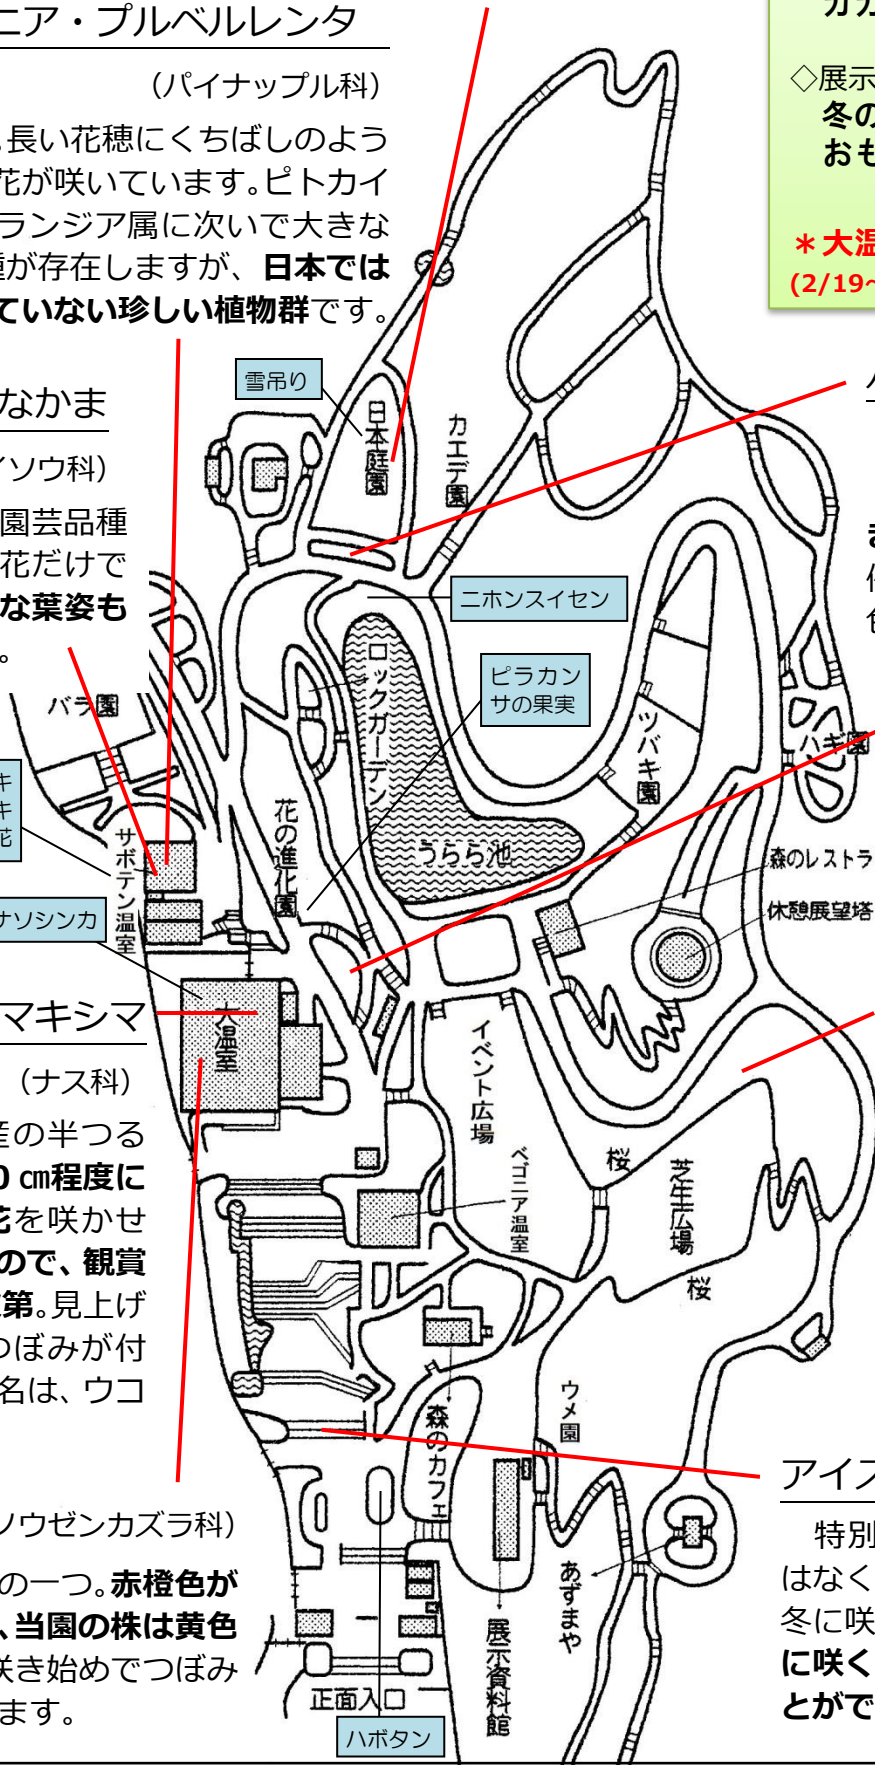 ニア・プルベルレンタ
（パイナップル科）
。長い花穂にくちばしのよう
花が咲いています。ピトカイ
ランジア属に次いで大きな
種が存在しますが、日本では
ていない珍しい植物群です。
◇展示
冬の
おも
＊大温
(2/19~
なかま
イソウ科）
園芸品種
花だけで
な葉姿も
。
雪吊り
日本庭園
カエデ園
ニホンスイセン
ロックガーデン
ピラカン
サの果実
ツバキ園
ハギ園
うらら池
バラ園
キ
キ
花
サボテン温室
花の進化園
森のレストラ
休憩展望塔
ナソシンカ
大温室
マキシマ
（ナス科）
産の半つる
0 ㎝程度に
花を咲かせ
ので、観賞
第。見上げ
つぼみが付
名は、ウコ
イベント広場
ベゴニア温室
桜
芝生広場
桜
ウメ園
森のカフェ
あずまや
展示資料館
正面入口
ハボタン
ソウゼンカズラ科）
の一つ。赤橙色が
、当園の株は黄色
咲き始めでつぼみ
ます。
アイス
特別
はなく
冬に咲
に咲く
とがで